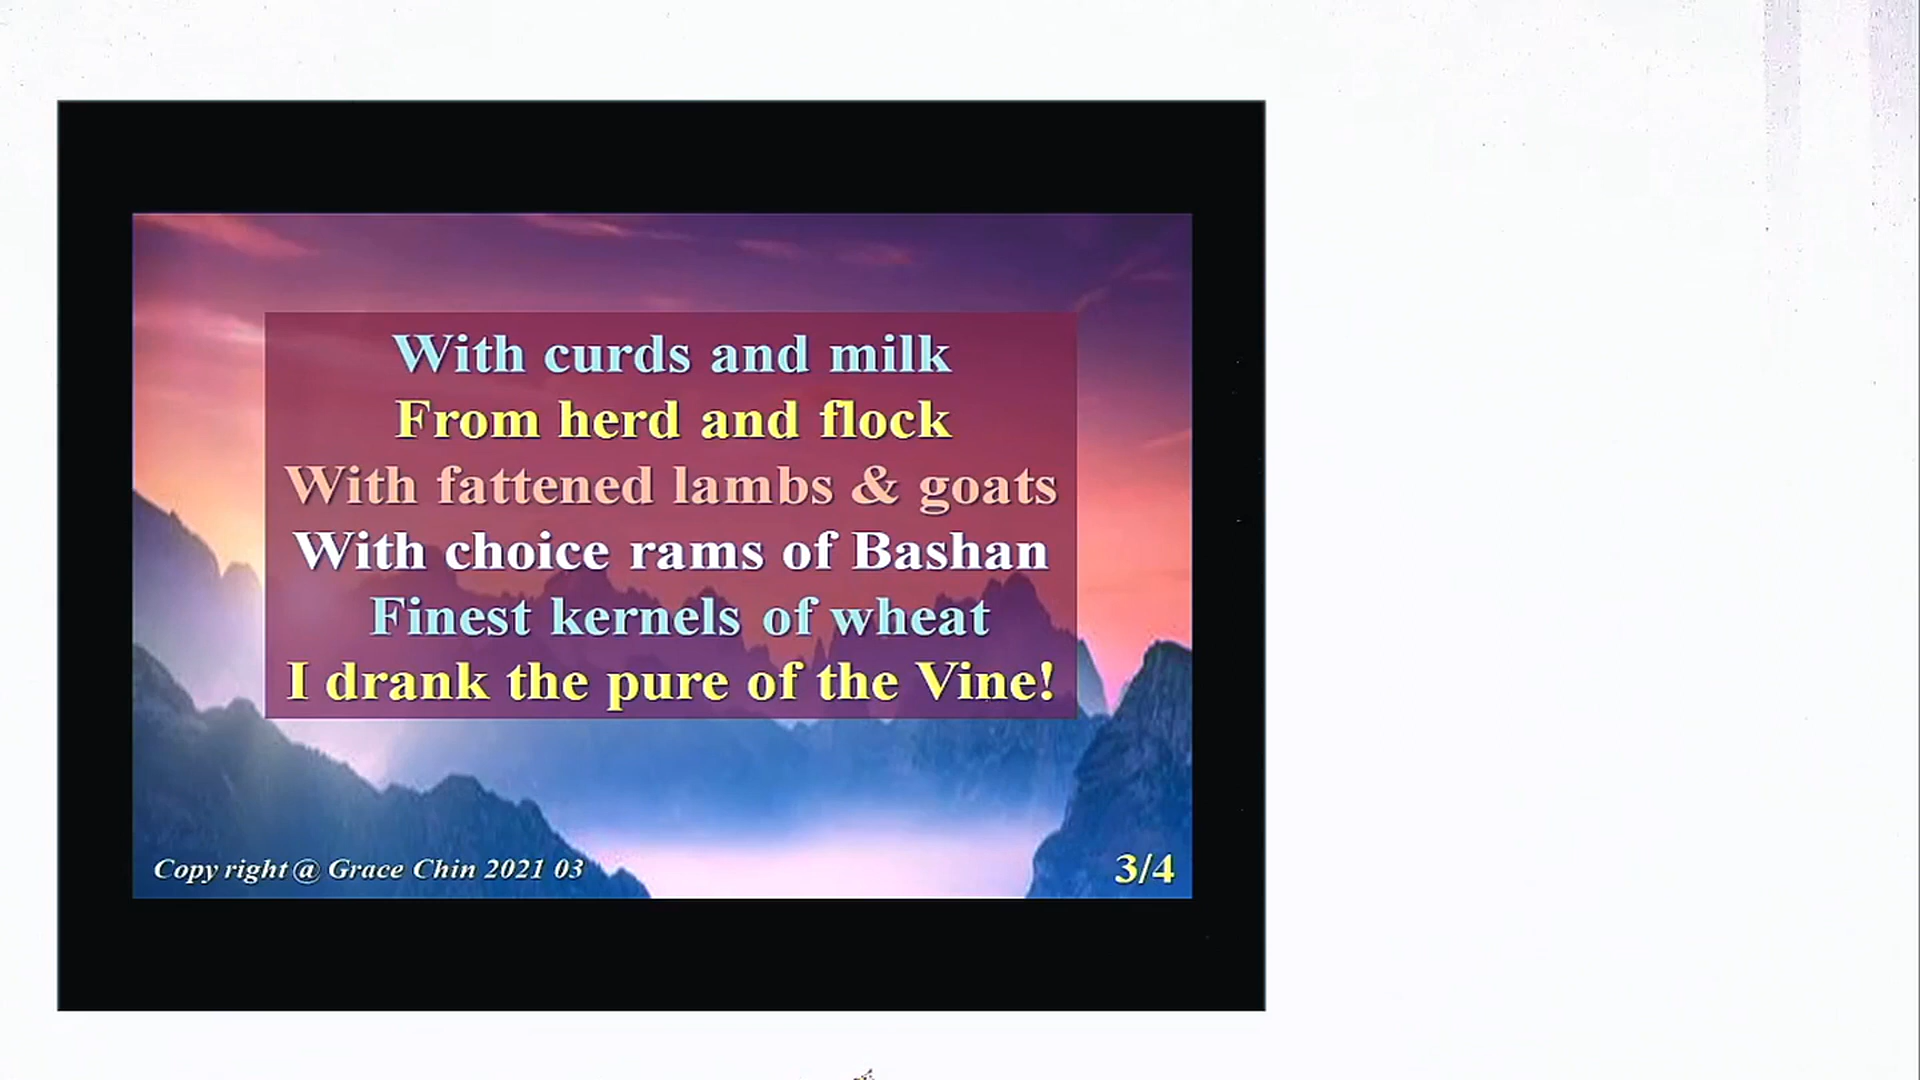 With curds and milk
From herd and flock
With fattened lambs & goats
With choice rams of Bashan
Finest kernels of wheat
I drank the pure of the Vine!
Copy right @ Grace Chin 2021 03
3/4